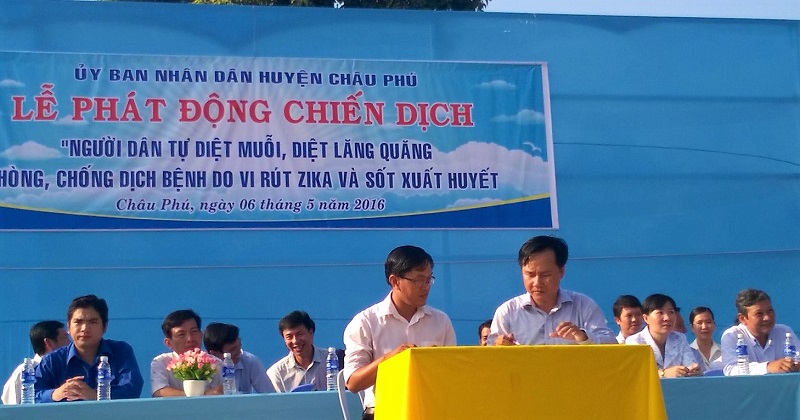 ỦY BAN NHÂN DÂN HUYỆN CHÂU PHÚ
LỄ PHÁT ĐỘNG CHIẾN DỊCH
"NGƯỜI DÂN TỰ DIỆT MUỖI, DIỆT LĂNG QUĂNG
HÒNG, CHỐNG DỊCH BỆNH DO VI RÚT ZIKA VÀ SỐT XUẤT HUYẾT
Châu Phú, ngày 06 tháng 5 năm 2016